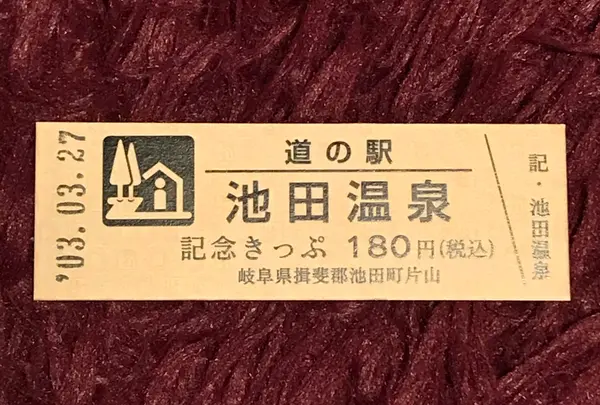 '03.03.27
道の駅
池田温泉
記念きっぷ 180円(税込)
岐阜県揖斐郡池田町片山
記・池田温泉